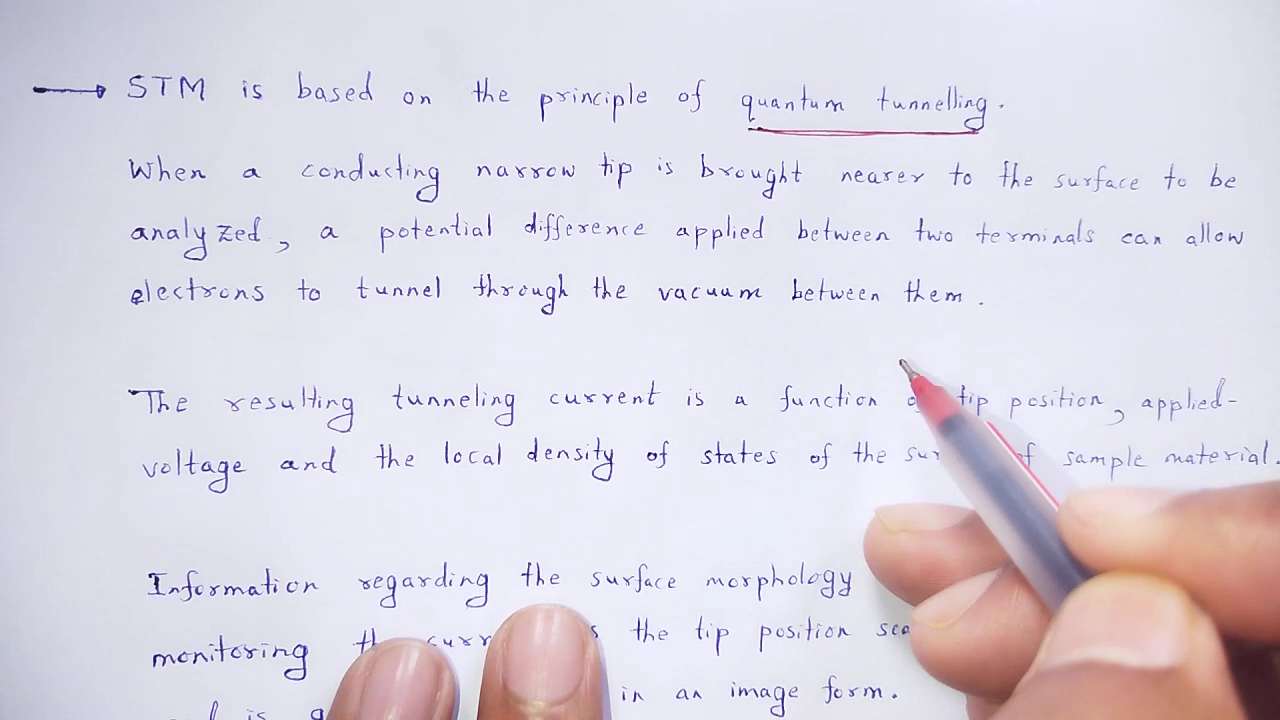 STM is based on the principle of quantum tunnelling.
When a conducting narrow tip is brought nearer to the surface to be
analyzed, a potential difference applied between two terminals can allow
electrons to tunnel through the vacuum between them.
The resulting tunneling current is a function tip position, applied-
voltage and the local density of states of the of sample material.
Information regarding the surface morphology
monitoring the tip position
is in an image form.